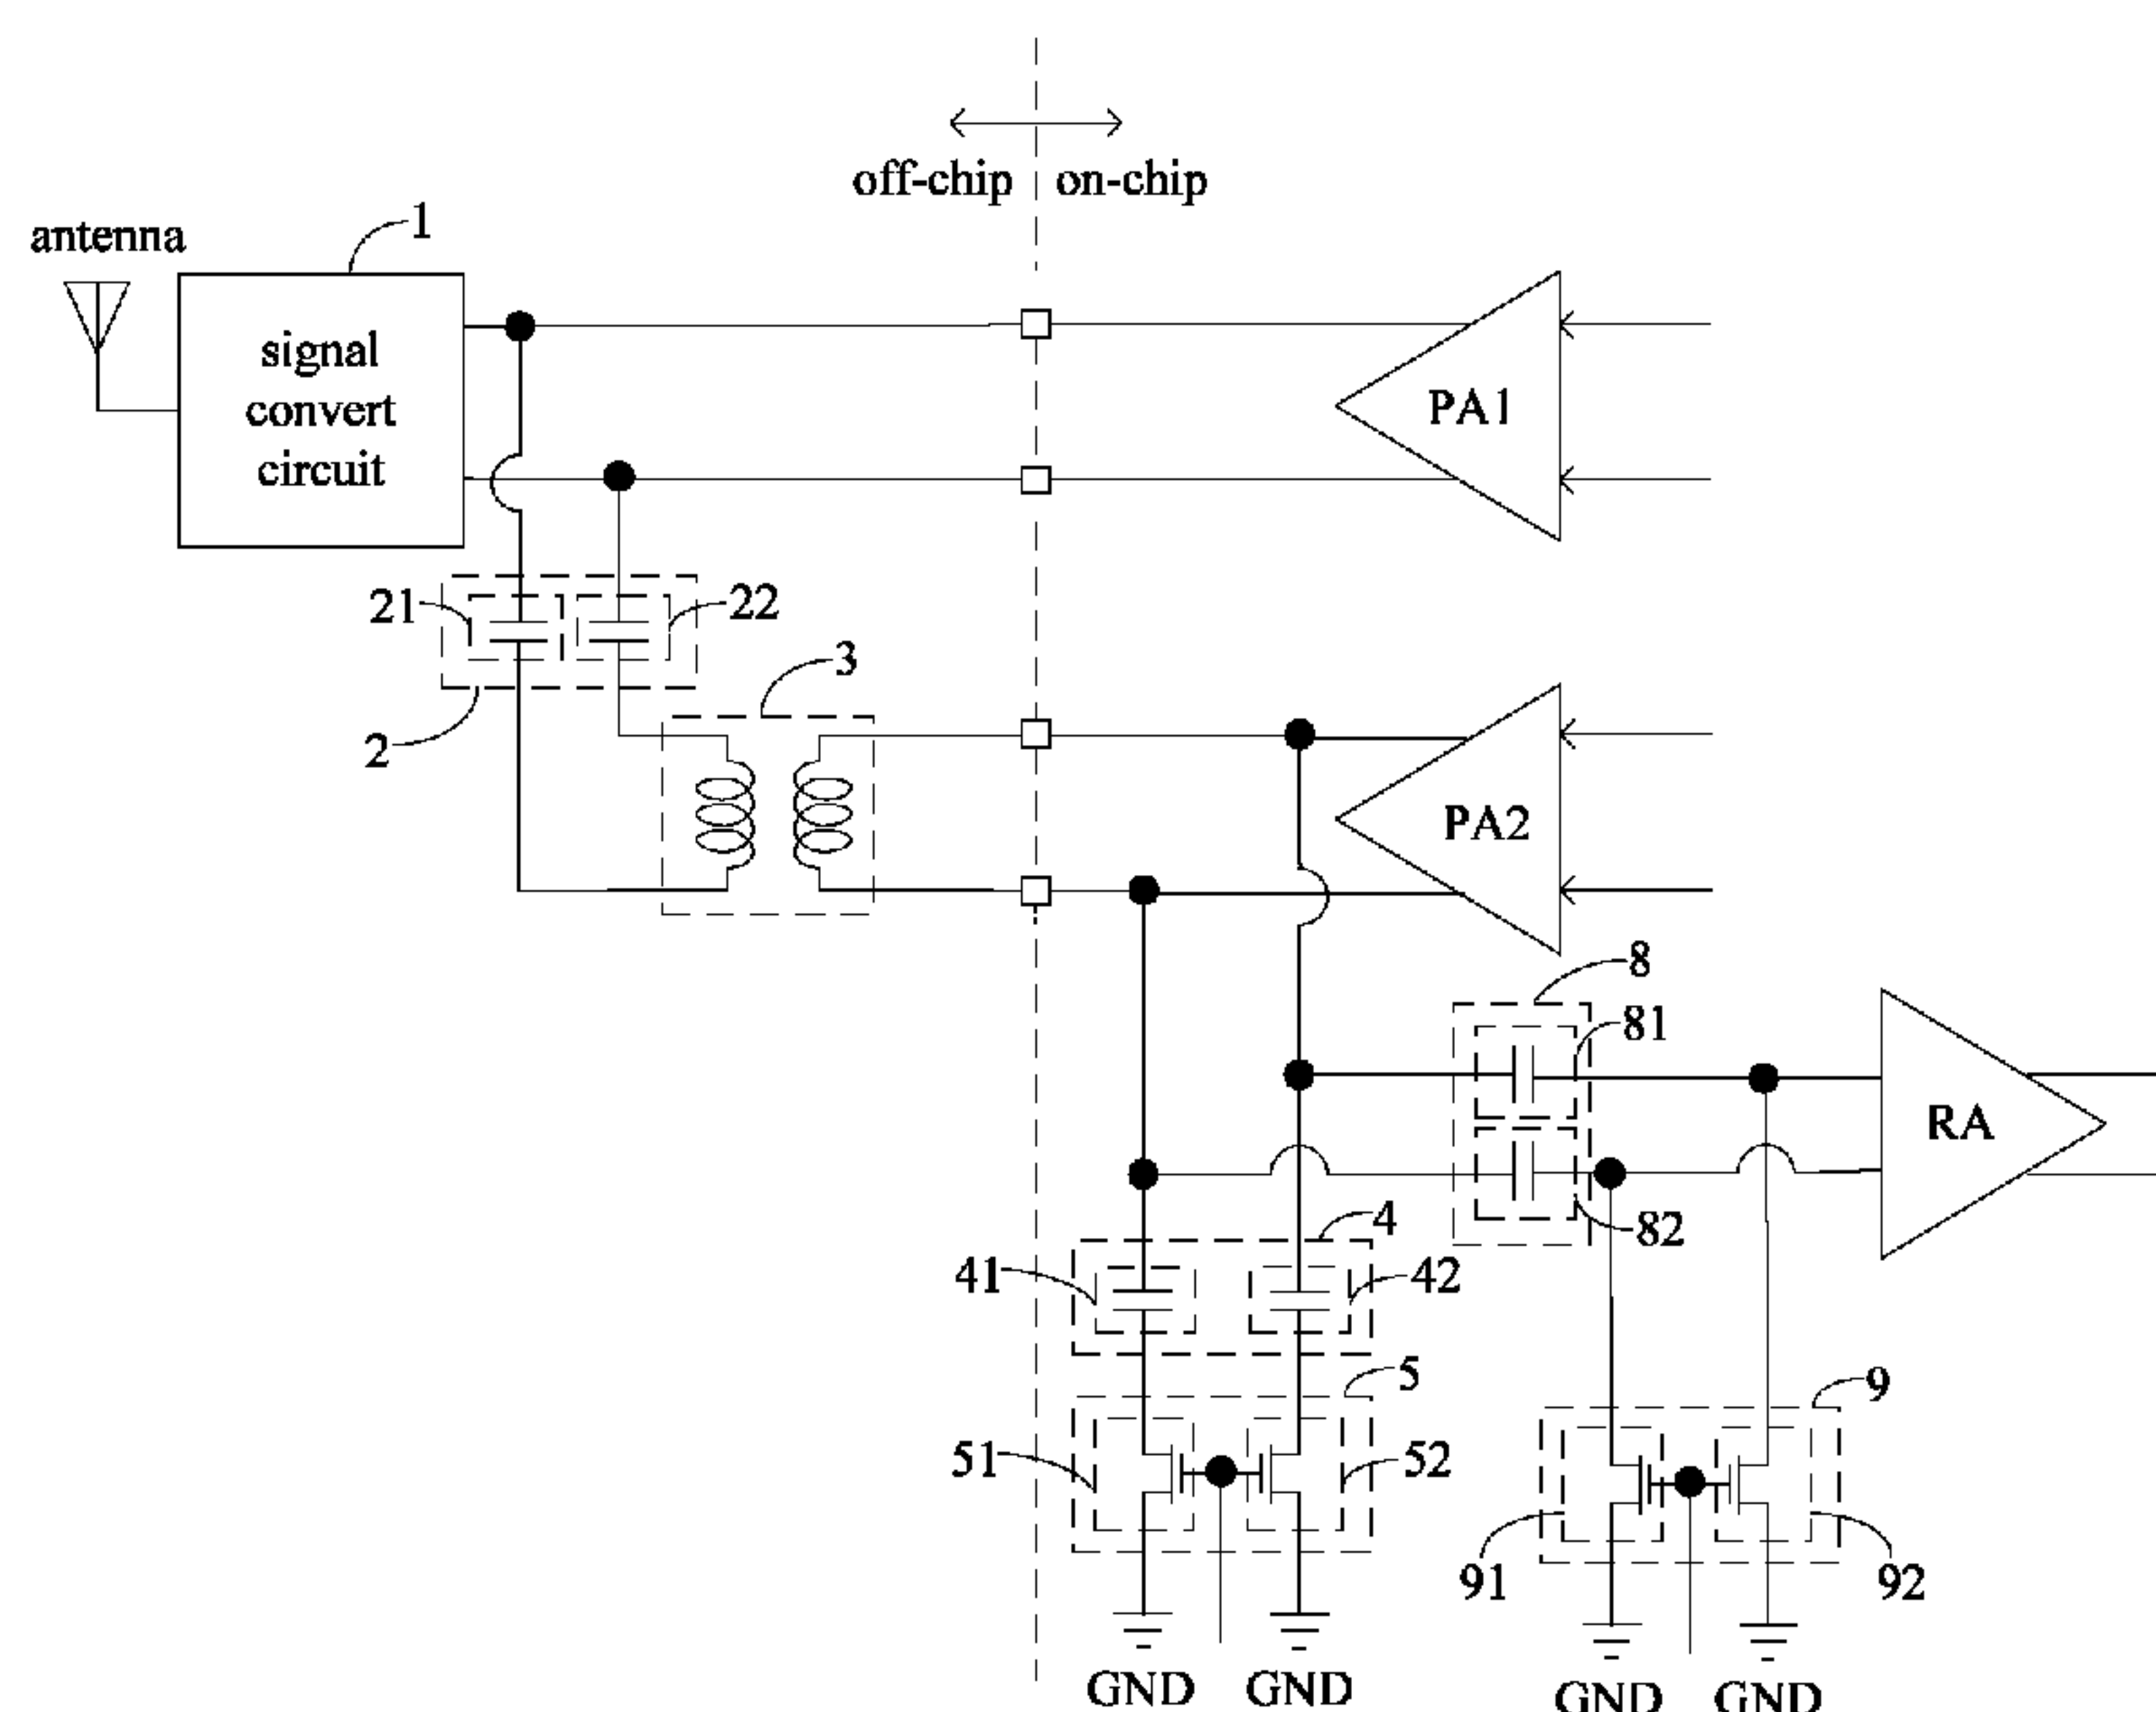 off-chip
on-chip
1
antenna
signal
convert
circuit
PA1
21
22
3
2
PA2
8
81
RA
82
4
41
42
5
9
51
52
91
92
GND
GND
GND
GND